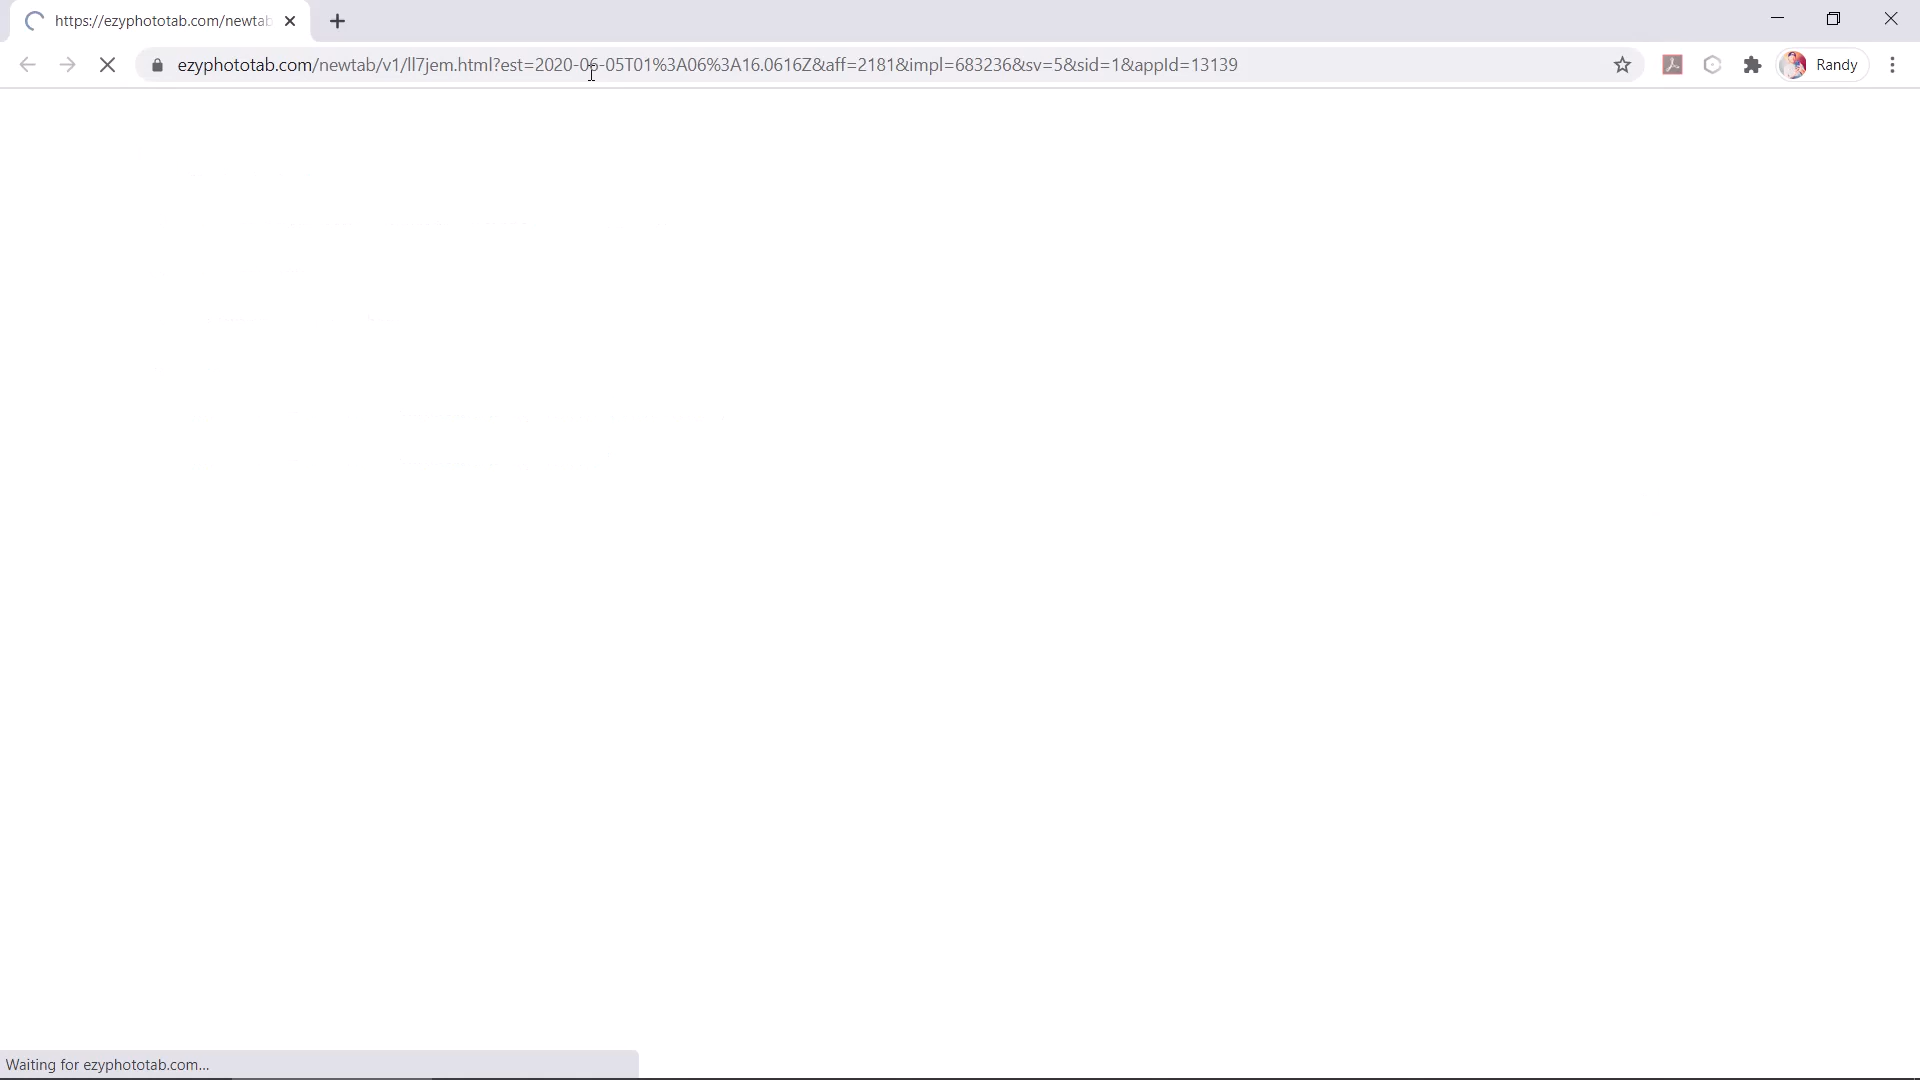 https://ezyphototab.com/newtab
ezyphototab.com/newtab/v1/ll7jem.html?est=2020-06-05T01%3A06%3A16.0616Z&aff=2181&impl=683236&sv=5&sid=1&appId=13139
Randy
Waiting for ezyphototab.com...